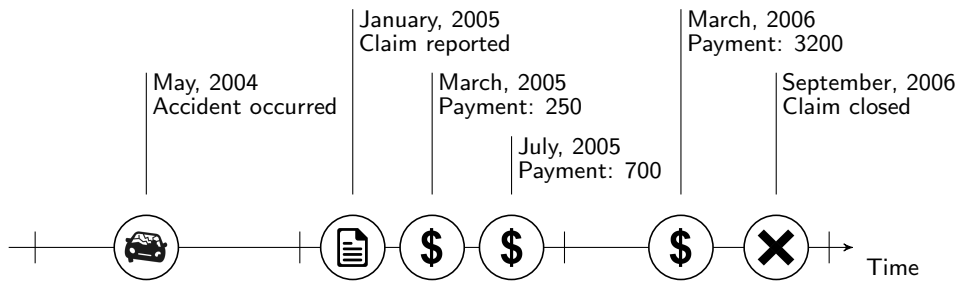 January, 2005
Claim reported
March, 2006
Payment: 3200
May, 2004
Accident occurred
March, 2005
Payment: 250
September, 2006
Claim closed
July, 2005
Payment: 700
$
$
$
Time